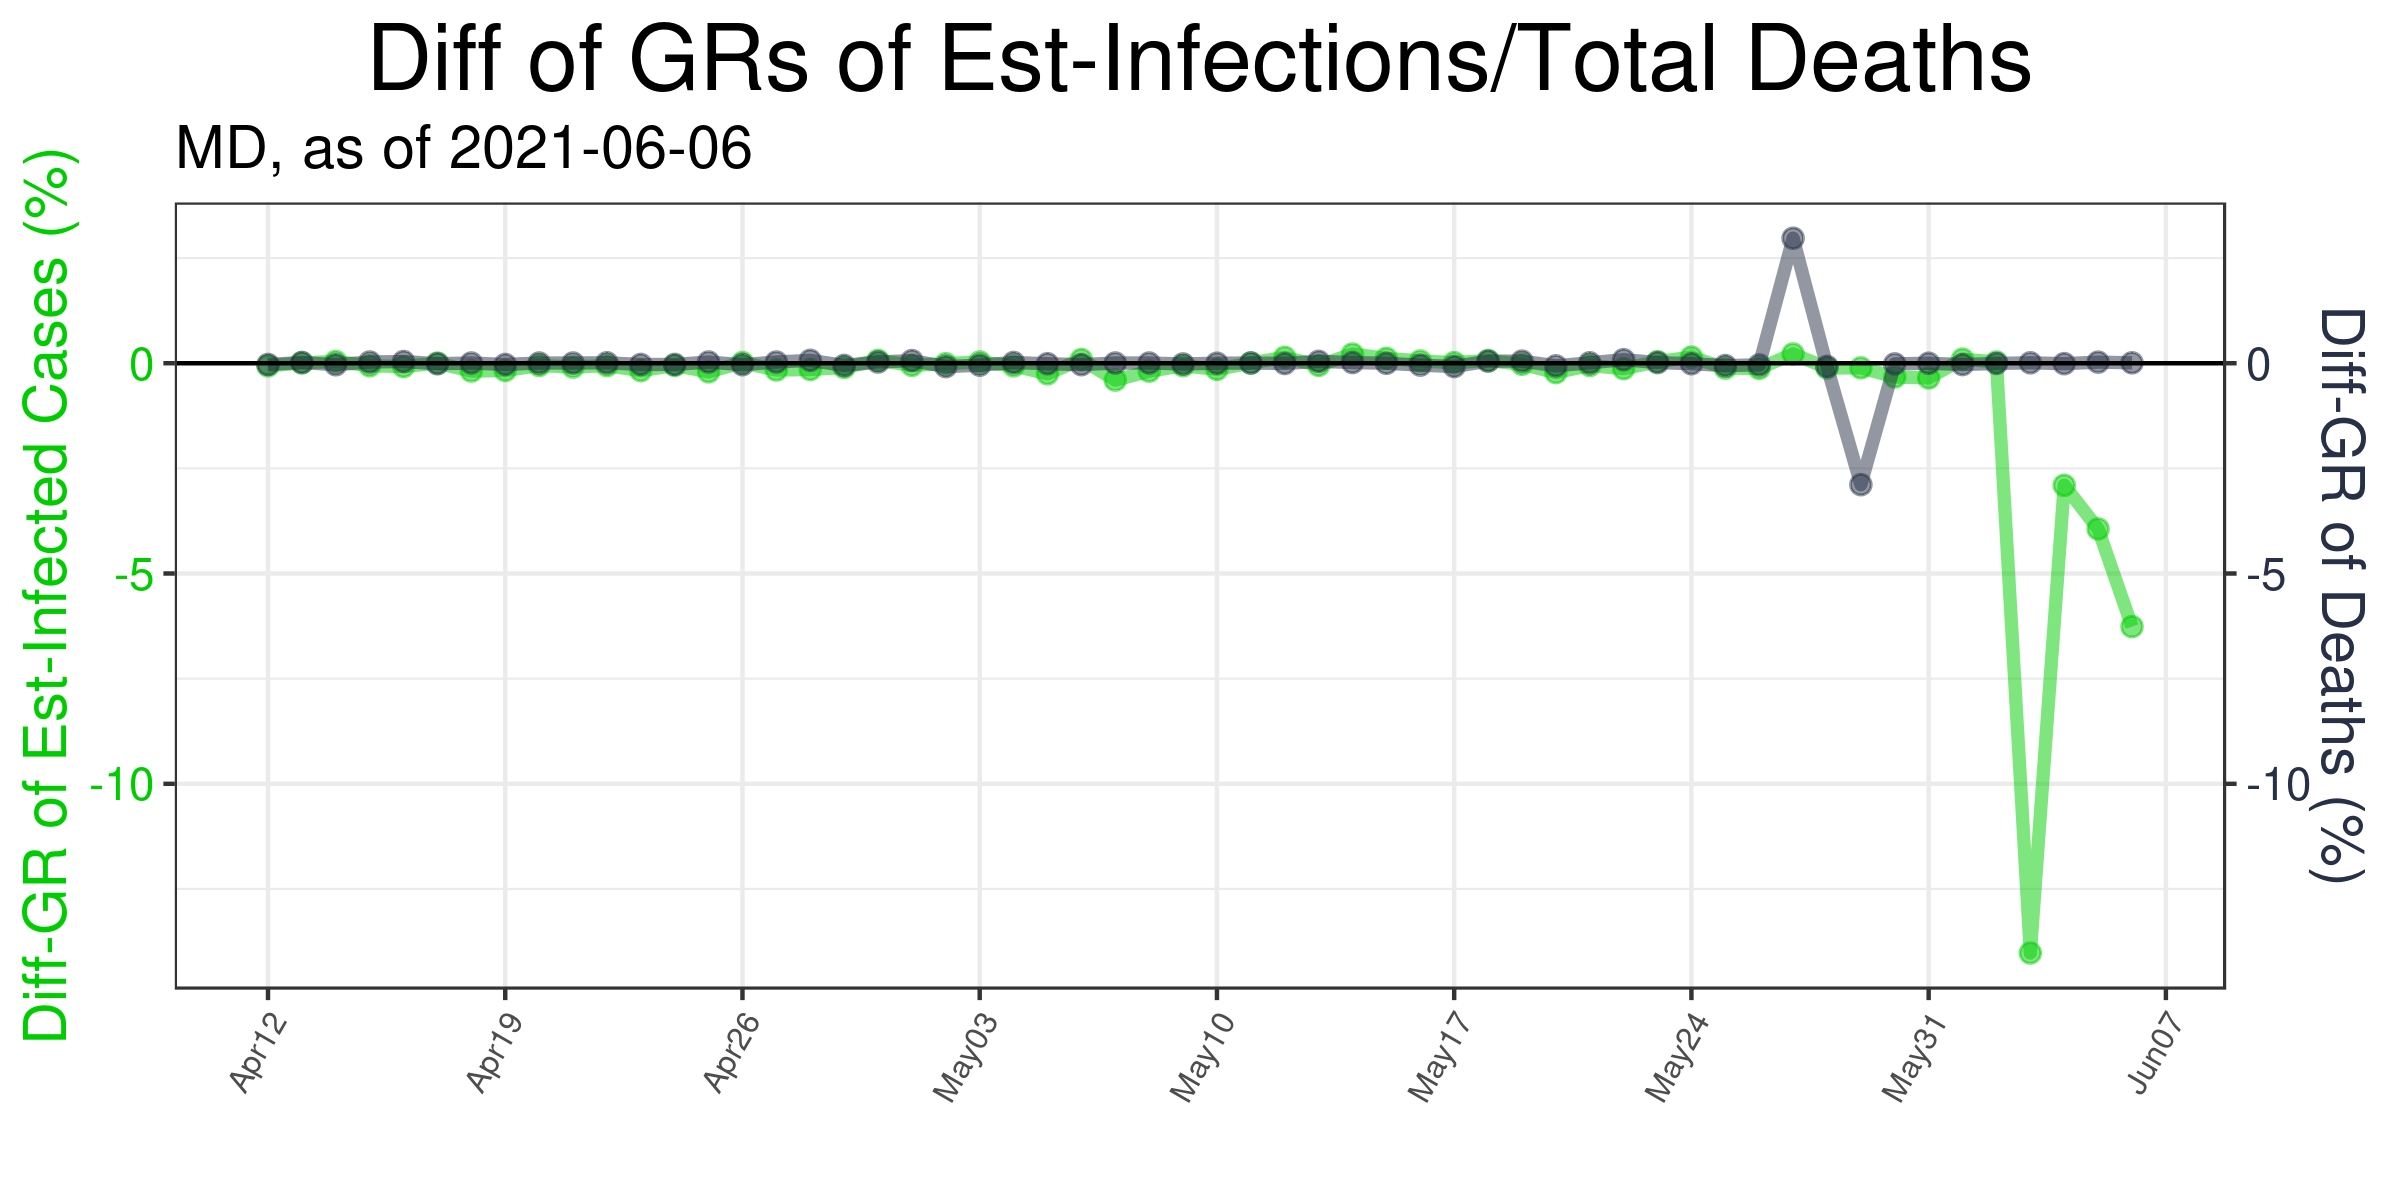 Diff of GRs of Est-Infections/Total Deaths
MD, as of 2021-06-06
Diff-GR of Est-Infected Cases (%)
0
-5
-10
0
-5
-10
Diff-GR of Deaths (%)
Apr12
Apr19
Apr26
May03
May10
May17
May24
May31
Jun07